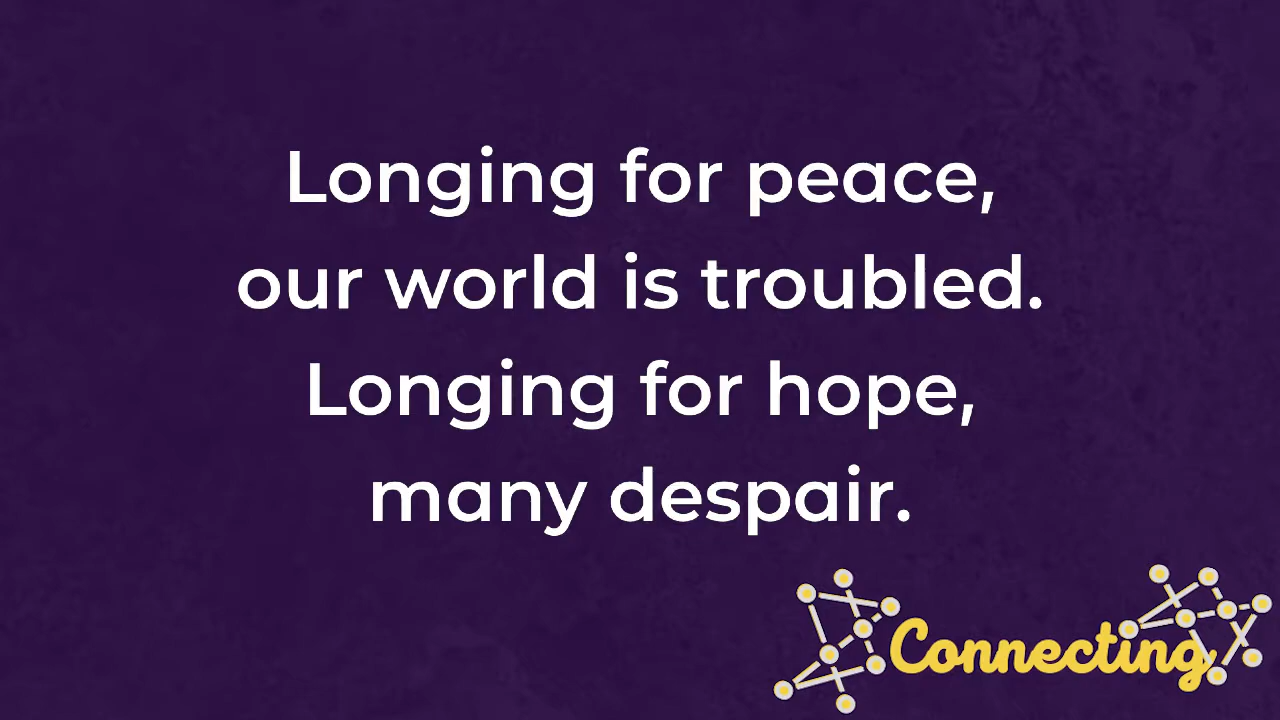 Longing for peace,
our world is troubled.
Longing for hope,
many despair.
Connecting